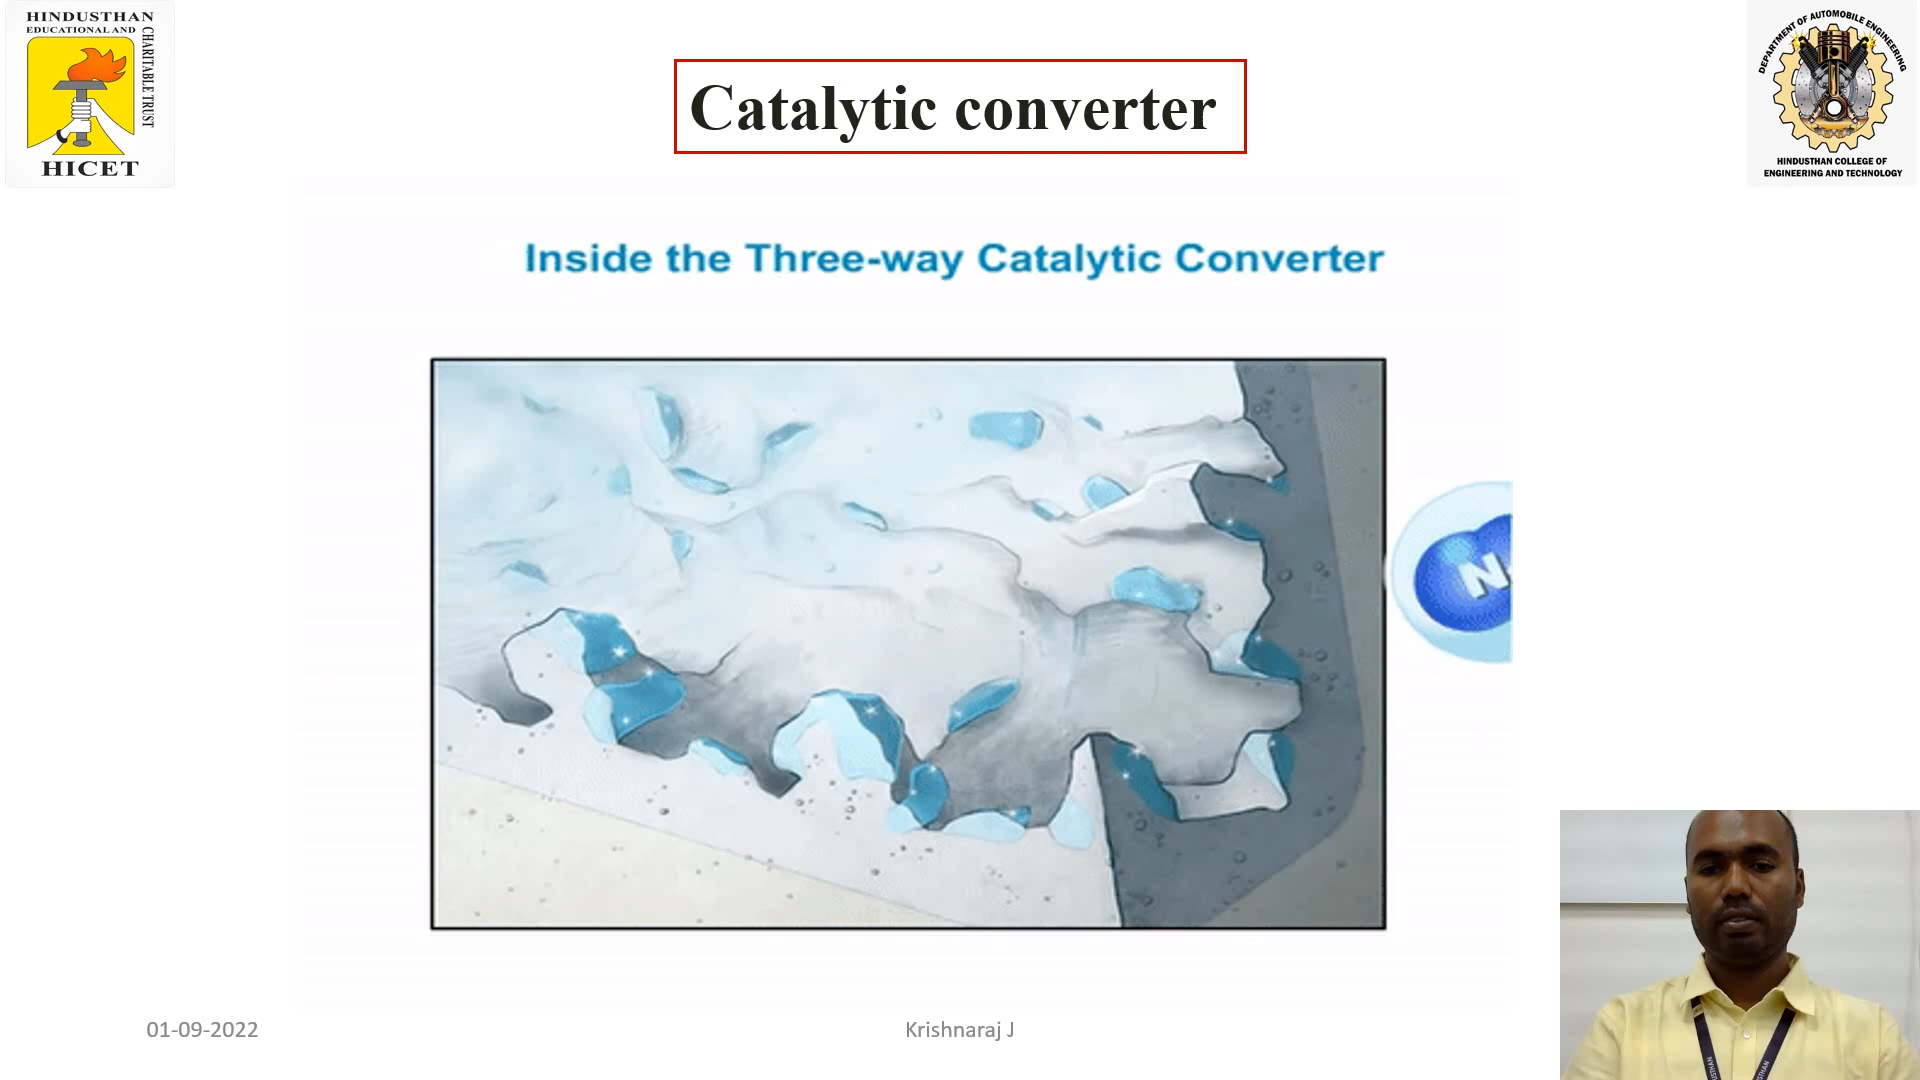 HINDUSTHAN
EDUCATIONAL AND
CHARITABLE TRUST
HICET
Catalytic converter
DEPARTMENT OF AUTOMOBILE ENGINEERING
HINDUSTHAN COLLEGE OF
ENGINEERING AND TECHNOLOGY
Inside the Three-way Catalytic Converter
N
01-09-2022
Krishnaraj J